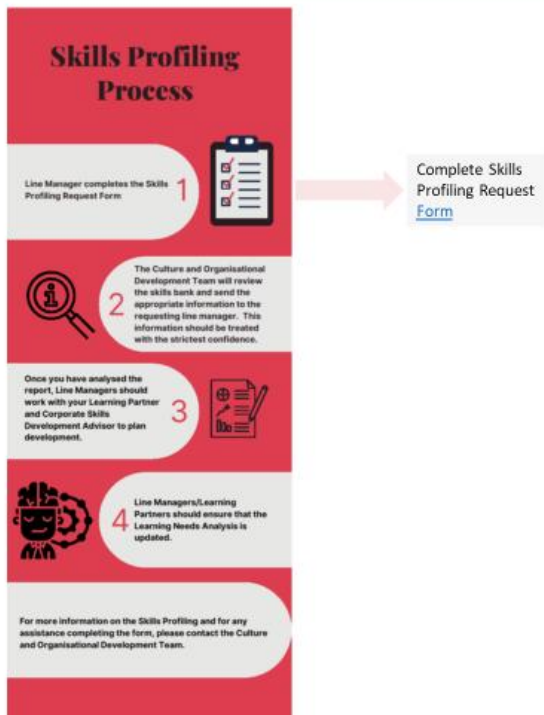 Skills Profiling
Process
Line Manager completes the Skills
Profiling Request Form
1
Complete Skills
Profiling Request
Form
2
The Culture and Organisational
Development Team will review
the skills bank and send the
appropriate information to the
requesting line manager. This
information should be treated
with the strictest confidence.
Once you have analysed the
report, Line Managers should
work with your Learning Partner
and Corporate Skills
Development Advisor to plan
development.
3
4
Line Managers/Learning
Partners should ensure that the
Learning Needs Analysis is
updated.
For more information on the Skills Profiling and for any
assistance completing the form, please contact the Culture
and Organisational Development Team.